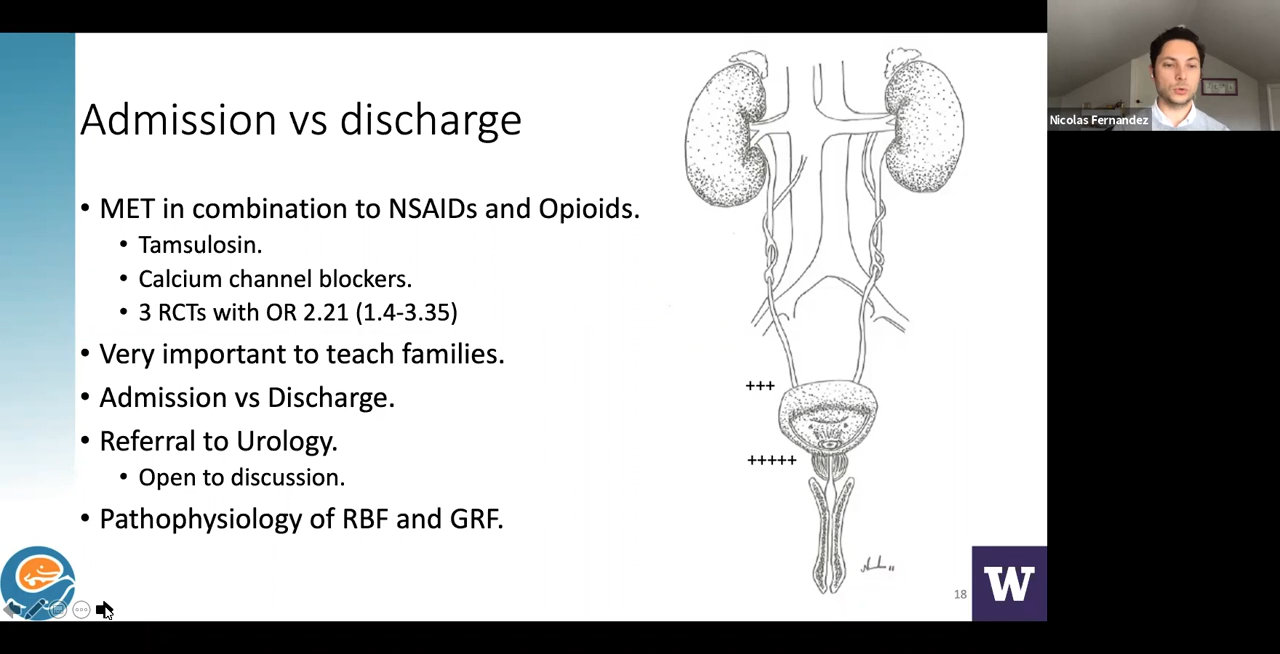 Admission vs discharge
• MET in combination to NSAIDs and Opioids.
• Tamsulosin.
• Calcium channel blockers.
• 3 RCTs with OR 2.21 (1.4-3.35)
• Very important to teach families.
• Admission vs Discharge.
• Referral to Urology.
• Open to discussion.
• Pathophysiology of RBF and GRF.
+++
+++++
18
W
Nicolas Fernandez